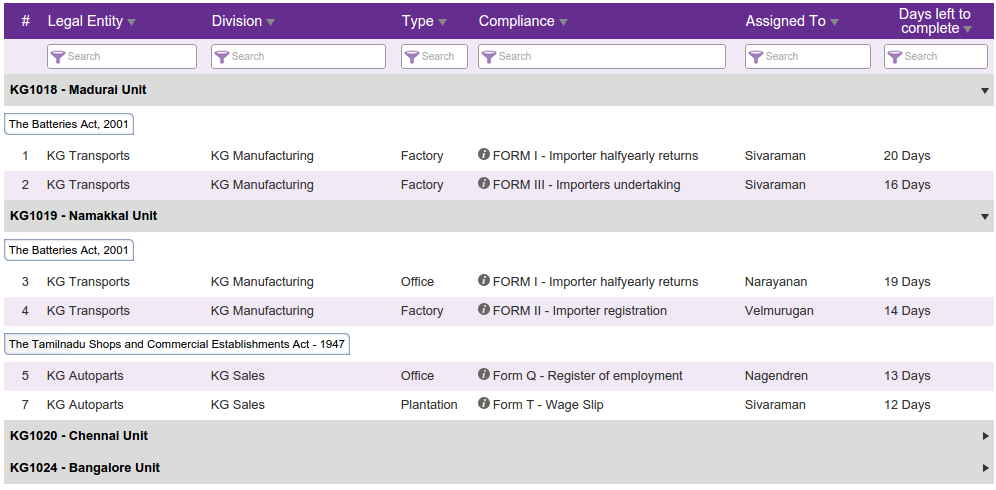 # Legal Entity Division Type Compliance Assigned To Days left to complete
Search Search Search Search Search Search
KG1018 - Madurai Unit
The Batteries Act, 2001
1 KG Transports KG Manufacturing Factory FORM I - Importer halfyearly returns Sivaraman 20 Days
2 KG Transports KG Manufacturing Factory FORM III - Importers undertaking Sivaraman 16 Days
KG1019 - Namakkal Unit
The Batteries Act, 2001
3 KG Transports KG Manufacturing Office FORM I - Importer halfyearly returns Narayanan 19 Days
4 KG Transports KG Manufacturing Factory FORM II - Importer registration Velmurugan 14 Days
The Tamilnadu Shops and Commercial Establishments Act - 1947
5 KG Autoparts KG Sales Office Form Q - Register of employment Nagendren 13 Days
7 KG Autoparts KG Sales Plantation Form T - Wage Slip Sivaraman 12 Days
KG1020 - Chennai Unit
KG1024 - Bangalore Unit